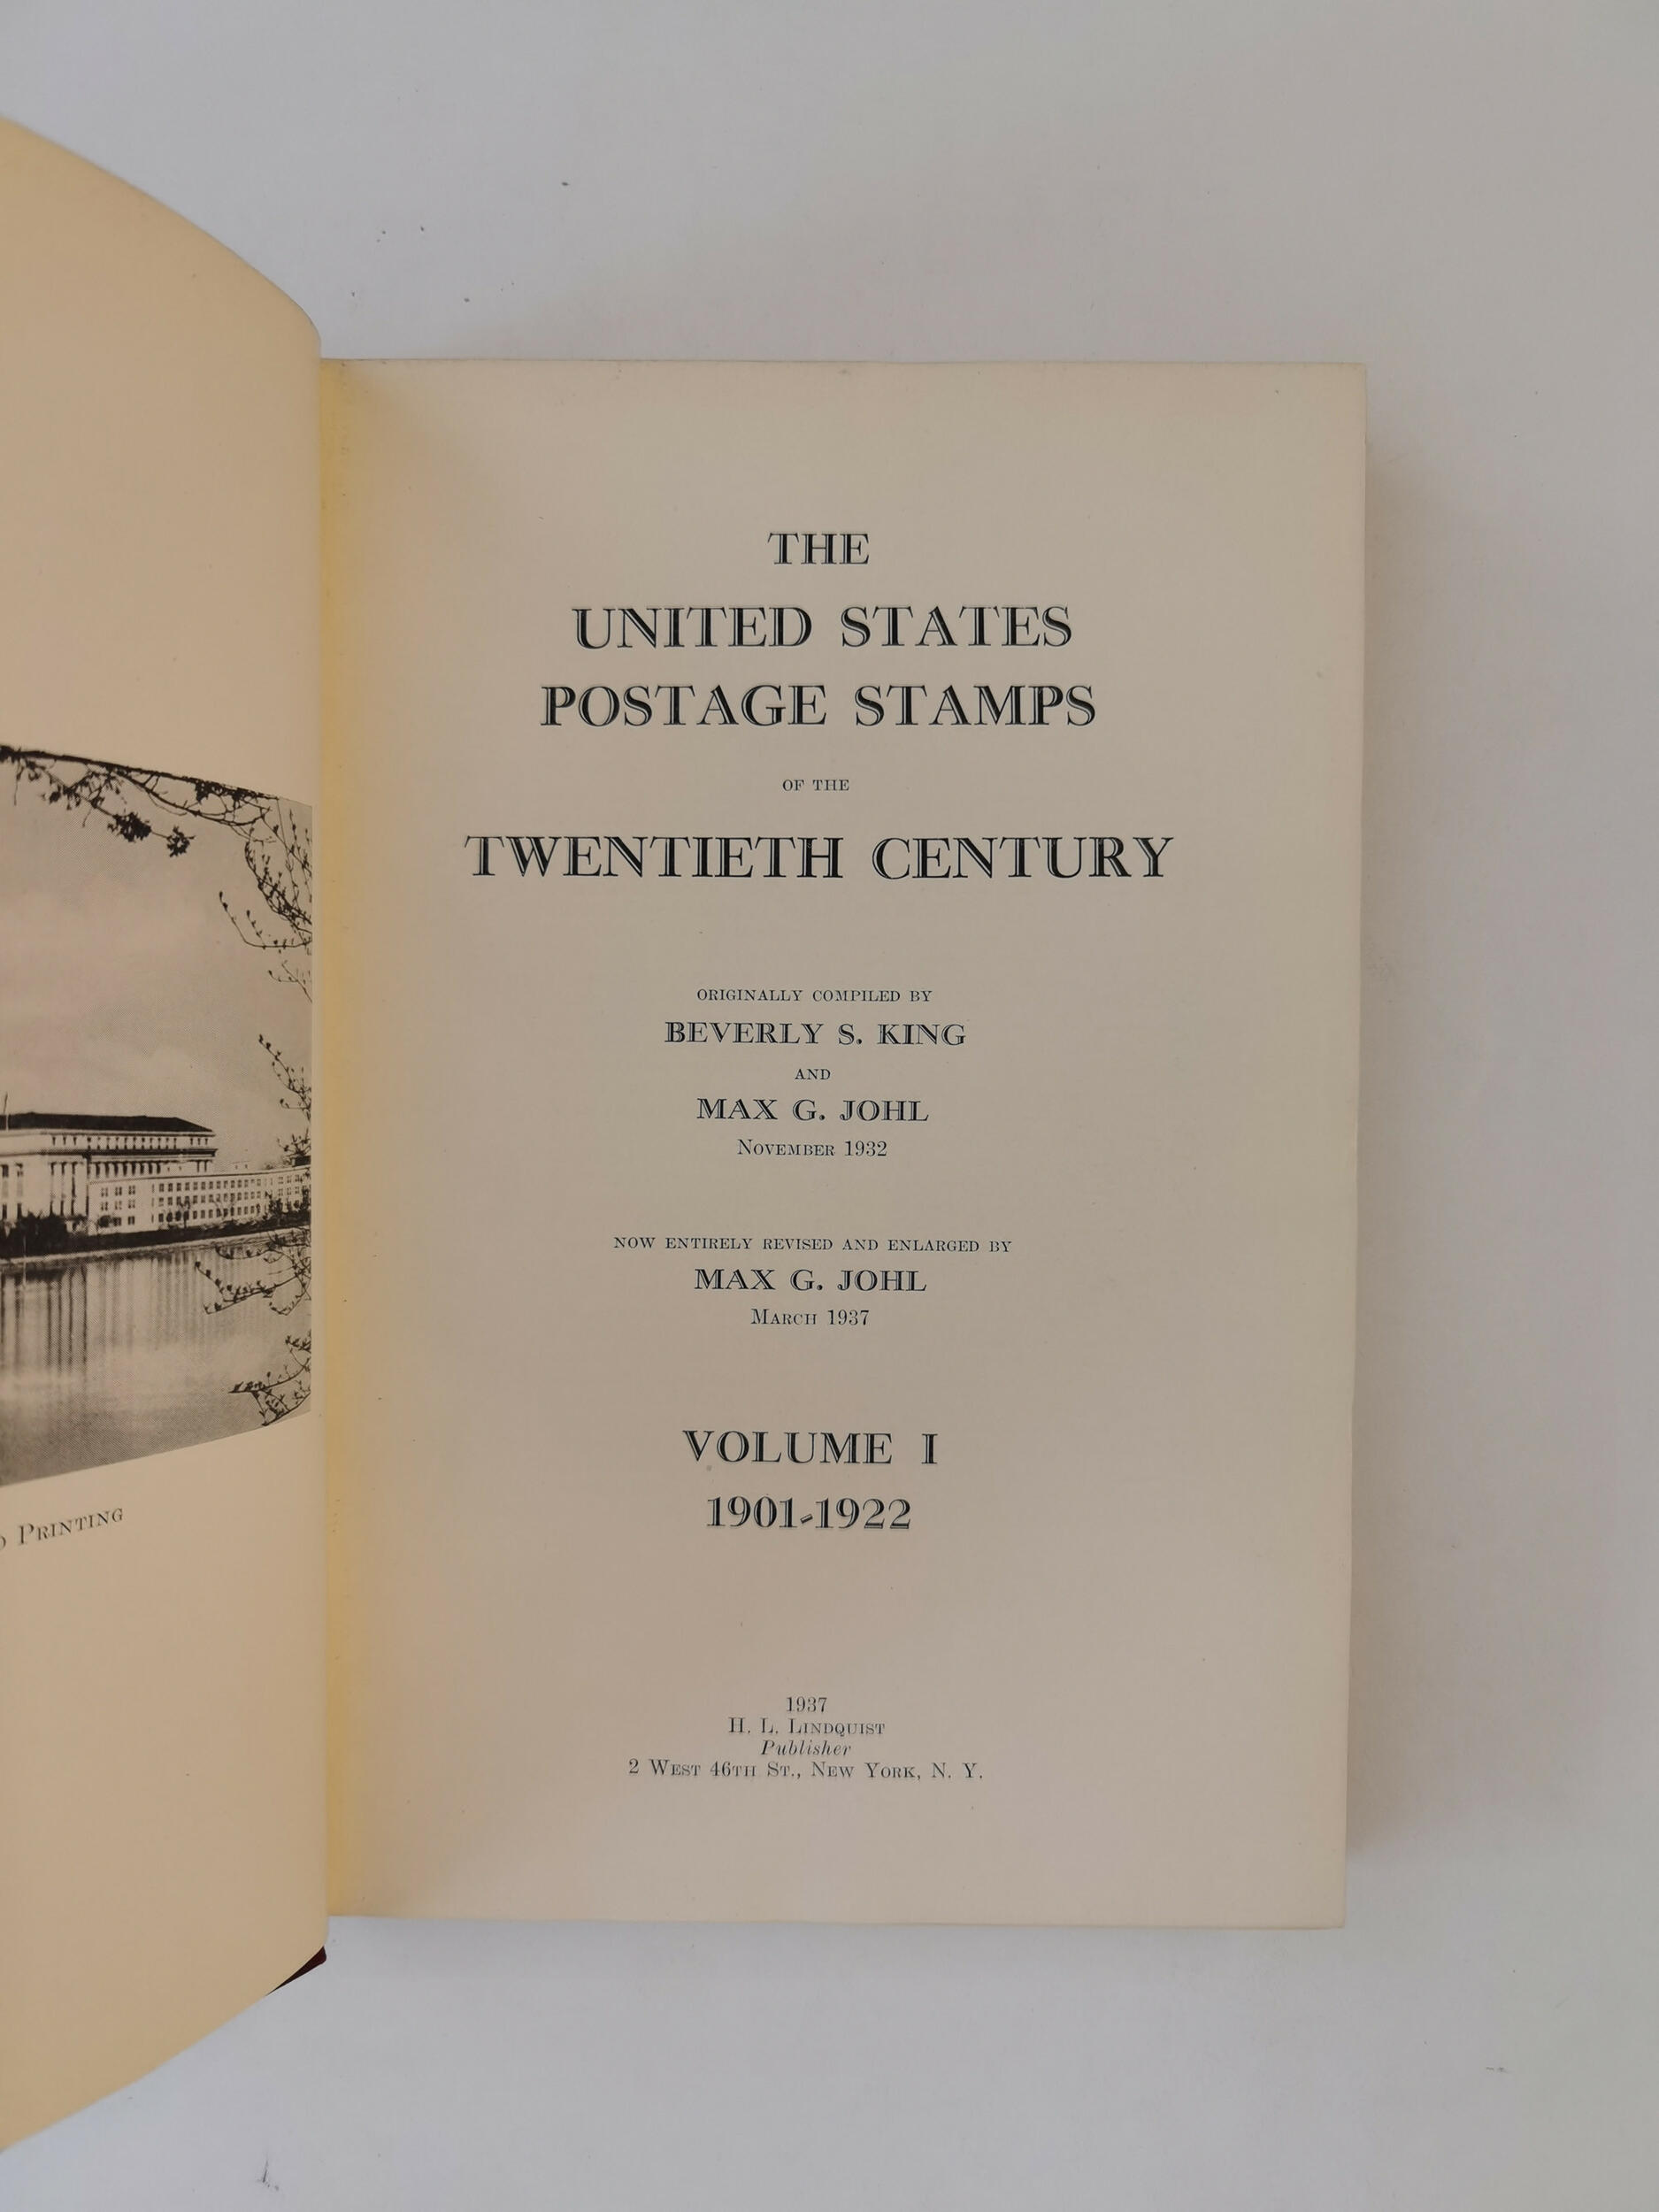 PRINTING
THE
UNITED STATES
POSTAGE STAMPS
OF THE
TWENTIETH CENTURY
ORIGINALLY COMPILED BY
BEVERLY S. KING
AND
MAX G. JOHL
NOVEMBER 1932
NOW ENTIRELY REVISED AND ENLARGED BY
MAX G. JOHL
MARCH 1937
VOLUME I
1901-1922
1937
H. L. LINDQUIST
Publisher
2 WEST 46TH ST., NEW YORK, N. Y.